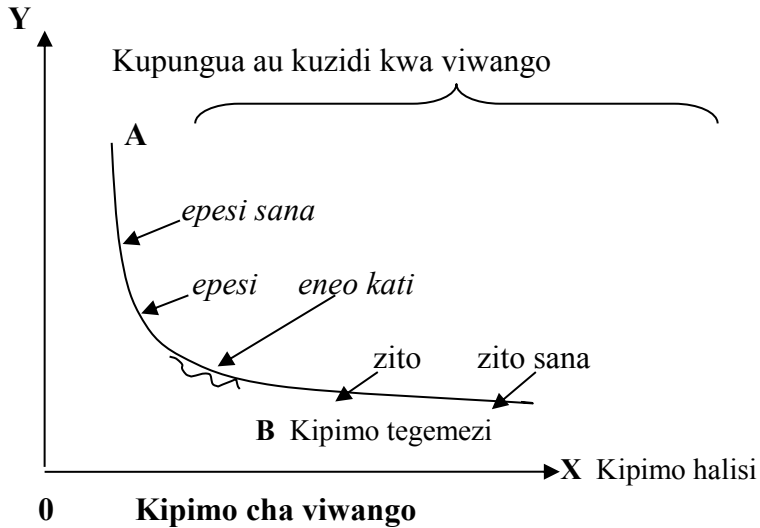 Y
Kupungua au kuzidi kwa viwango
A
epesi sana
epesi eneo kati
zito zito sana
B Kipimo tegemezi
X Kipimo halisi
0 Kipimo cha viwango